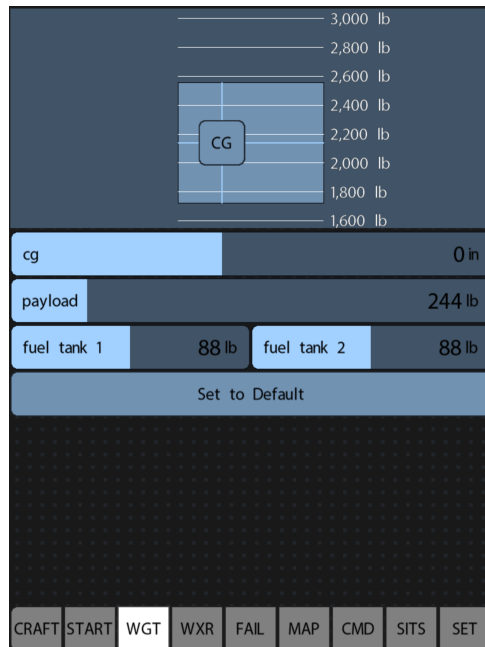 3,000 lb
2,800 lb
2,600 lb
2,400 lb
CG
2,200 lb
2,000 lb
1,800 lb
1,600 lb
cg 0 in
payload 244 lb
fuel tank 1 88 lb fuel tank 2 88 lb
Set to Default
CRAFT START WGT WXR FAIL MAP CMD SITS SET